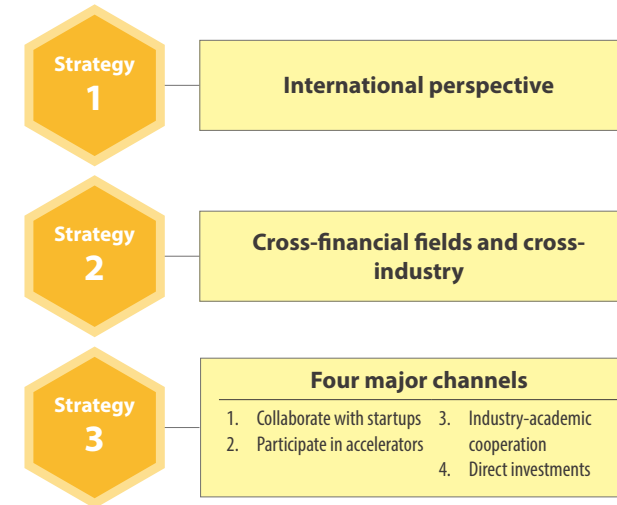 Strategy
1
International perspective
Strategy
2
Cross-financial fields and cross-
industry
Strategy
3
Four major channels
1. Collaborate with startups
2. Participate in accelerators
3. Industry-academic
cooperation
4. Direct investments